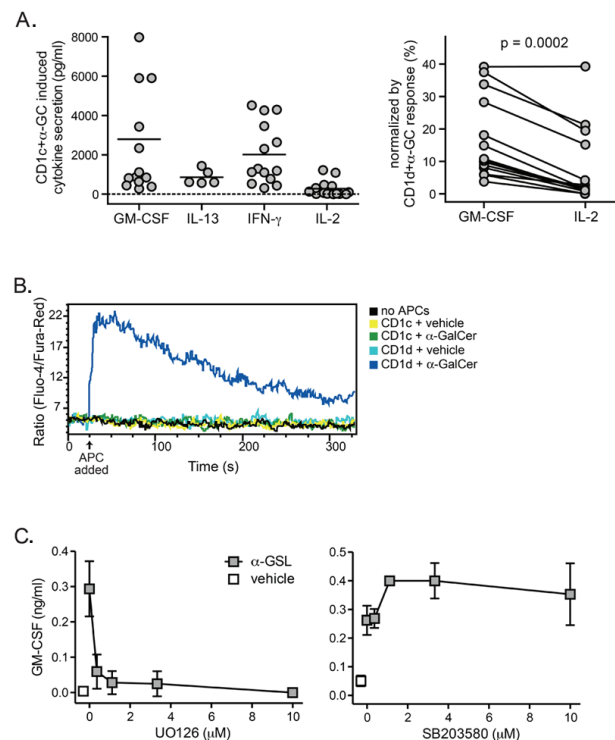 A.
CD1c+α-GC induced
cytokine secretion (pg/ml)
8000
6000
4000
2000
0
GM-CSF
IL-13
IFN-γ
IL-2
p = 0.0002
normalized by
CD1d+α-GC response (%)
40
30
20
10
0
GM-CSF
IL-2
B.
Ratio (Fluo-4/Fura-Red)
22
17
12
7
0
100
200
300
APC
added
Time (s)
no APCs
CD1c + vehicle
CD1c + α-GalCer
CD1d + vehicle
CD1d + α-GalCer
C.
GM-CSF (ng/ml)
0.4
0.3
0.2
0.1
0.0
α-GSL
vehicle
0
2
4
6
8
10
UO126 (μM)
0.5
0.4
0.3
0.2
0.1
0.0
0
2
4
6
8
10
SB203580 (μM)